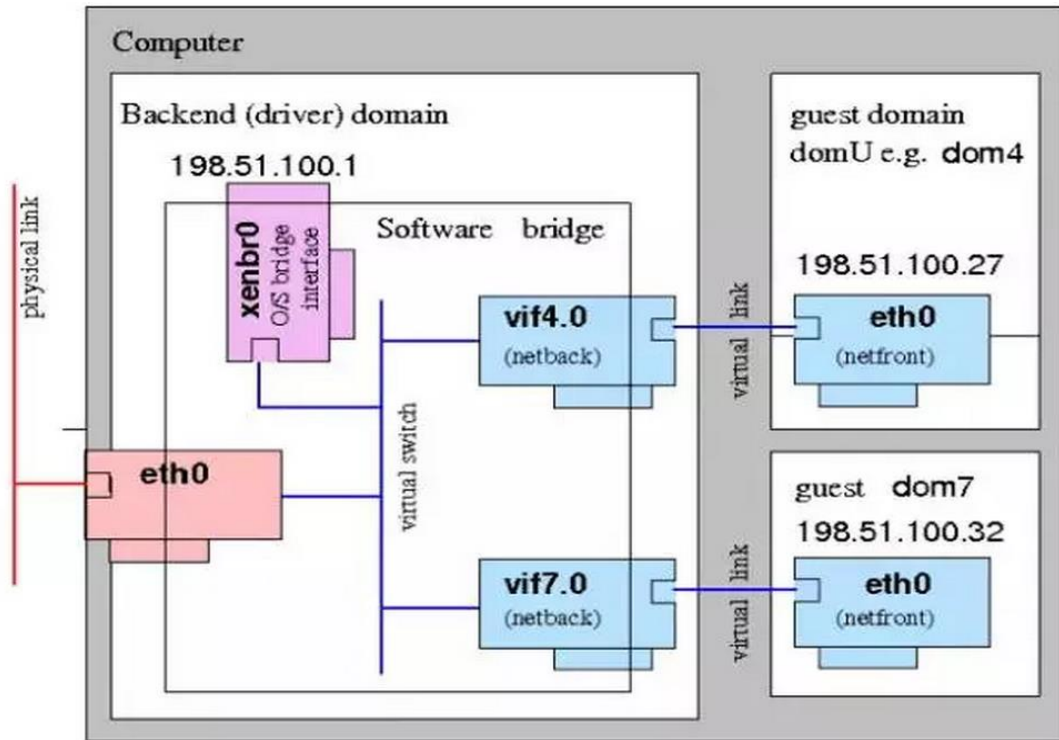 Computer
Backend (driver) domain
198.51.100.1
xenbr0
O/S bridge
interface
Software bridge
physical link
eth0
virtual switch
vif4.0
(netback)
vif7.0
(netback)
virtual link
virtual link
guest domain
domU e.g. dom4
198.51.100.27
eth0
(netfront)
guest dom7
198.51.100.32
eth0
(netfront)